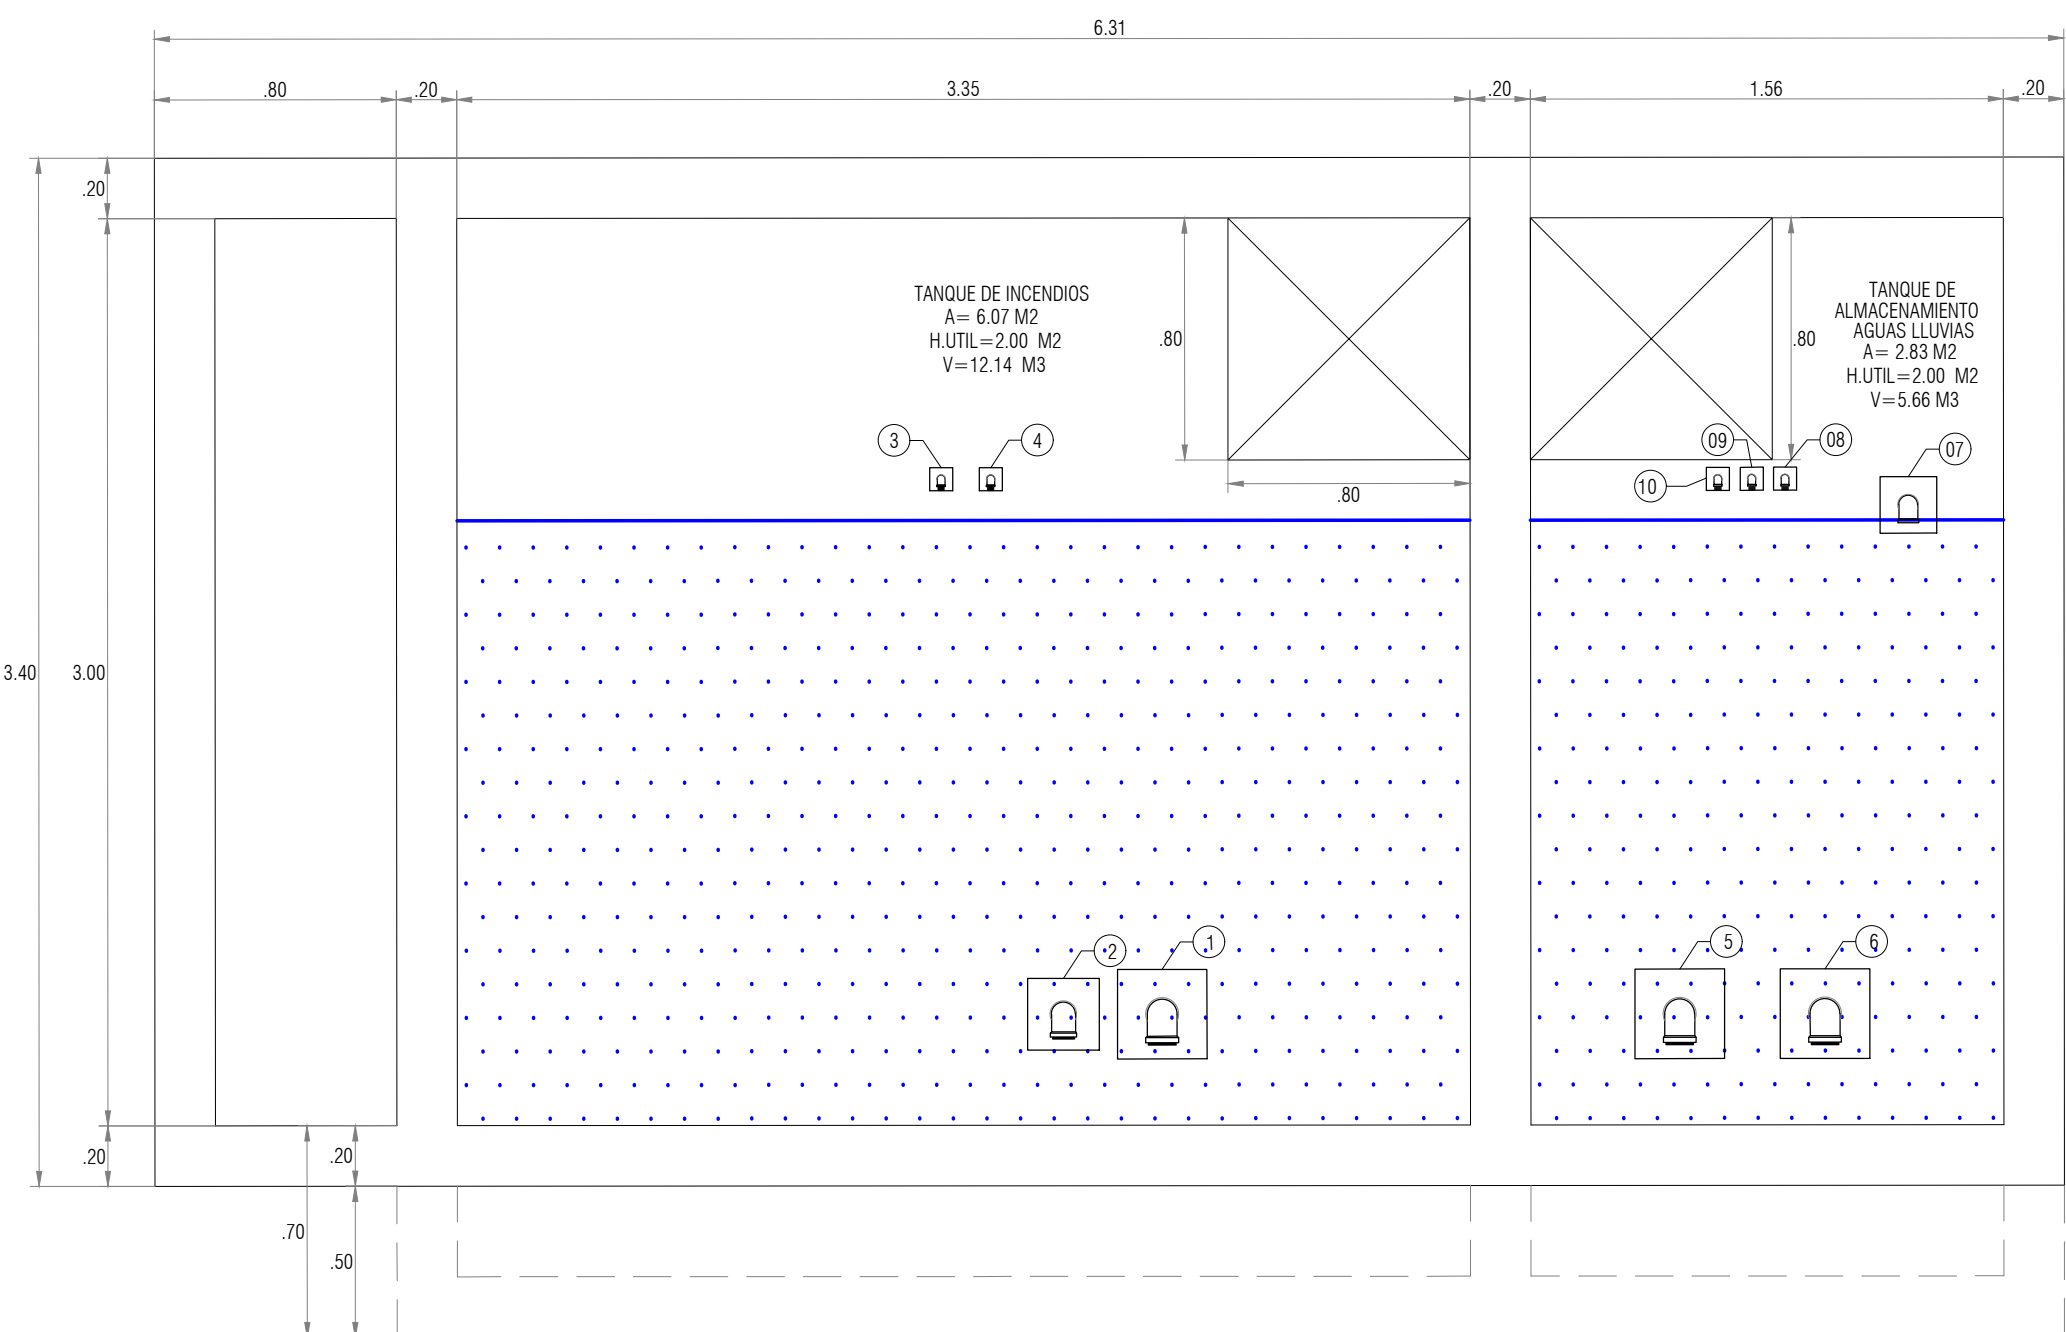 6.31
.80
.20
3.35
.20
1.56
.20
.20
3.40
3.00
.20
TANQUE DE INCENDIOS
A= 6.07 M2
H.UTIL=2.00 M2
V=12.14 M3
.80
.80
.80
TANQUE DE
ALMACENAMIENTO
AGUAS LLUVIAS
A= 2.83 M2
H.UTIL=2.00 M2
V=5.66 M3
3
4
10
09
08
07
2
1
5
6
.20
.70
.50